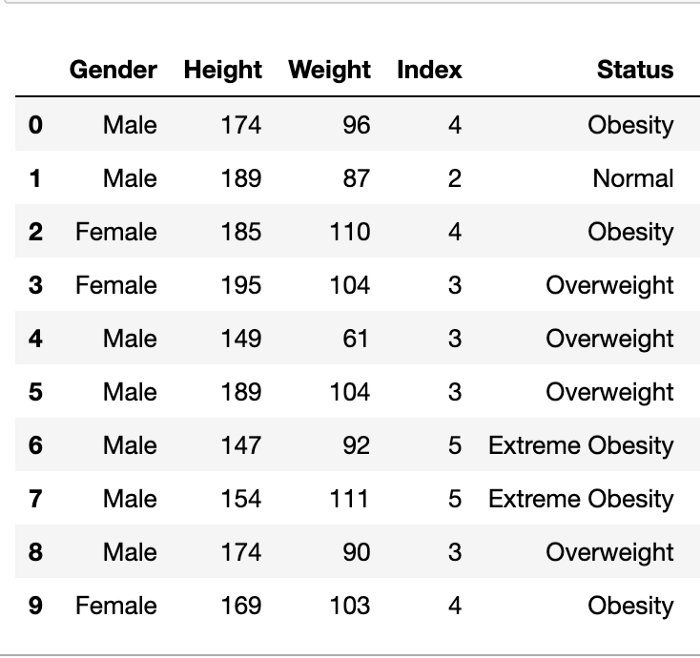 Gender Height Weight Index Status
0 Male 174 96 4 Obesity
1 Male 189 87 2 Normal
2 Female 185 110 4 Obesity
3 Female 195 104 3 Overweight
4 Male 149 61 3 Overweight
5 Male 189 104 3 Overweight
6 Male 147 92 5 Extreme Obesity
7 Male 154 111 5 Extreme Obesity
8 Male 174 90 3 Overweight
9 Female 169 103 4 Obesity